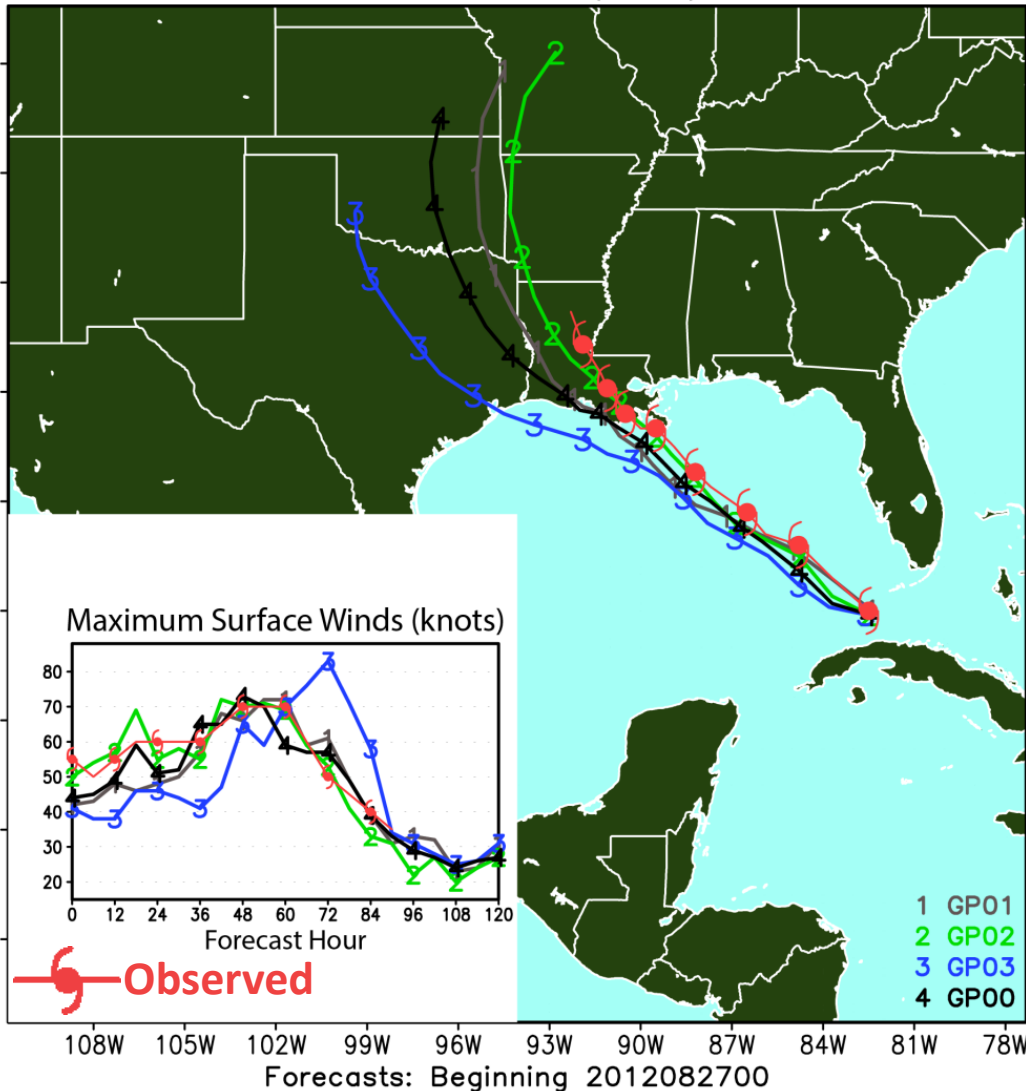 Maximum Surface Winds (knots)
80
70
60
50
40
30
20
0 12 24 36 48 60 72 84 96 108 120
Forecast Hour
Observed
1 GP01
2 GP02
3 GP03
4 GP00
108W 105W 102W 99W 96W 93W 90W 87W 84W 81W 78W
Forecasts: Beginning 2012082700